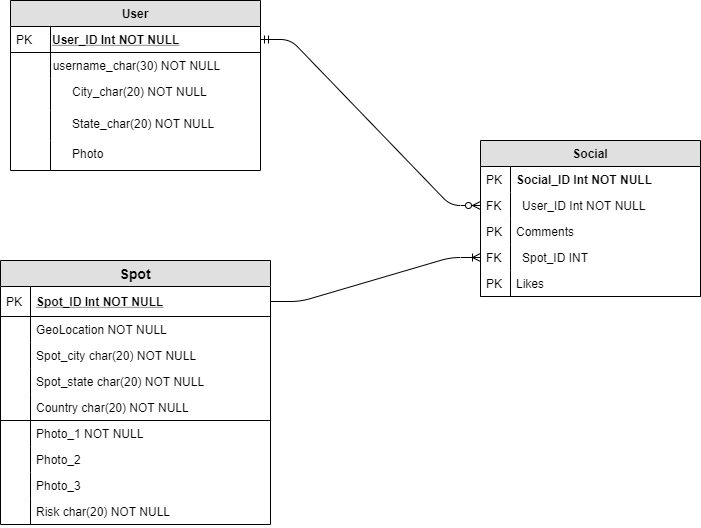 User
PK User_ID Int NOT NULL
username_char(30) NOT NULL
City_char(20) NOT NULL
State_char(20) NOT NULL
Photo
Social
PK Social_ID Int NOT NULL
FK User_ID Int NOT NULL
PK Comments
FK Spot_ID INT
PK Likes
Spot
PK Spot_ID Int NOT NULL
GeoLocation NOT NULL
Spot_city char(20) NOT NULL
Spot_state char(20) NOT NULL
Country char(20) NOT NULL
Photo_1 NOT NULL
Photo_2
Photo_3
Risk char(20) NOT NULL